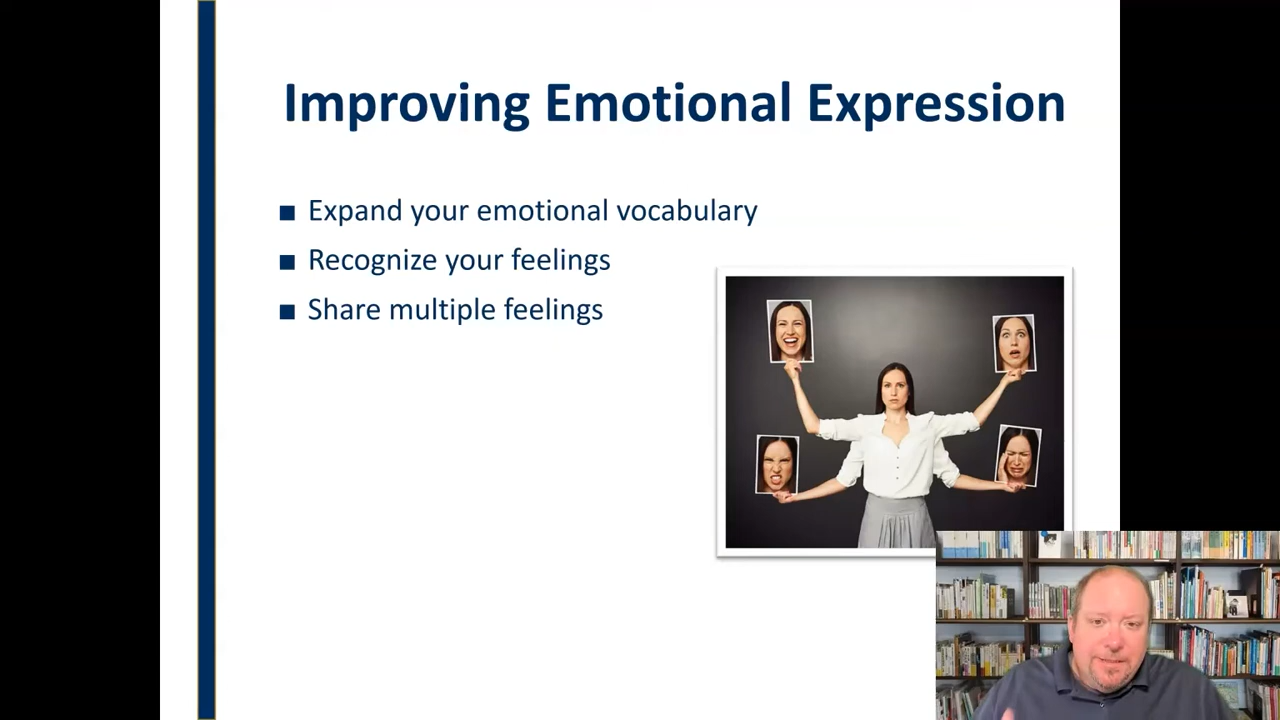 Improving Emotional Expression
■ Expand your emotional vocabulary
■ Recognize your feelings
■ Share multiple feelings